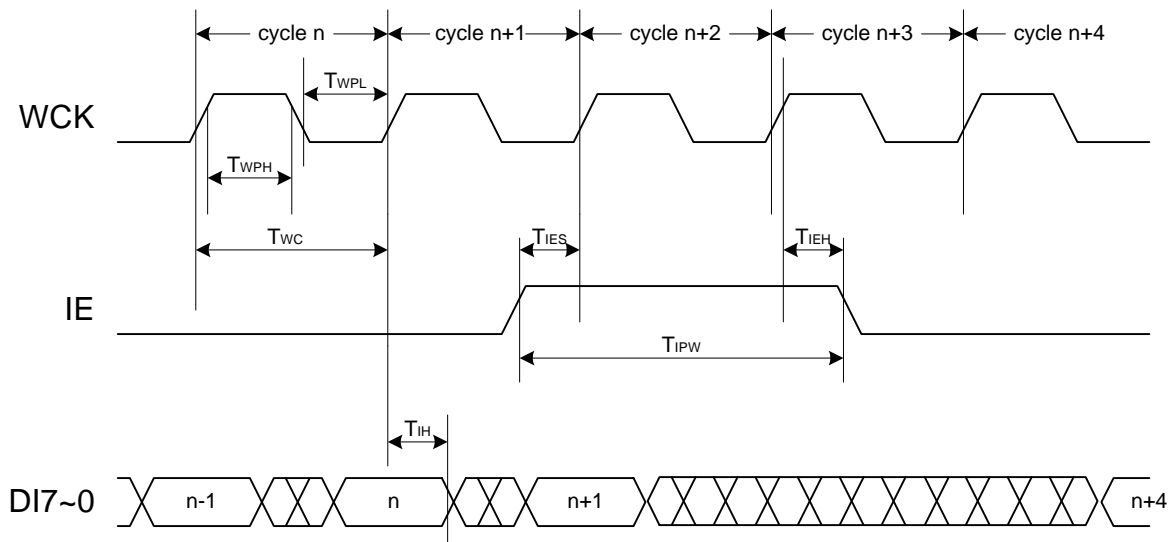 cycle n cycle n+1 cycle n+2 cycle n+3 cycle n+4
TWPL
WCK
TWPH
TWC TIES TIEH
IE
TIPW
TIH
DI7~0 n-1 n n+1 n+4